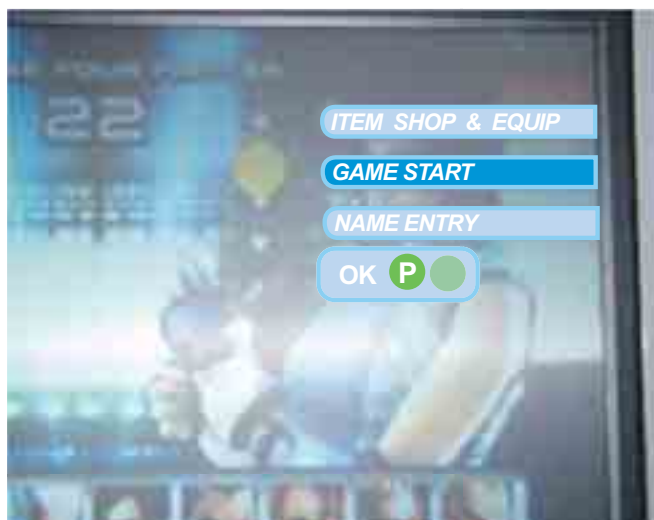 22
ITEM SHOP & EQUIP
GAME START
NAME ENTRY
OK P